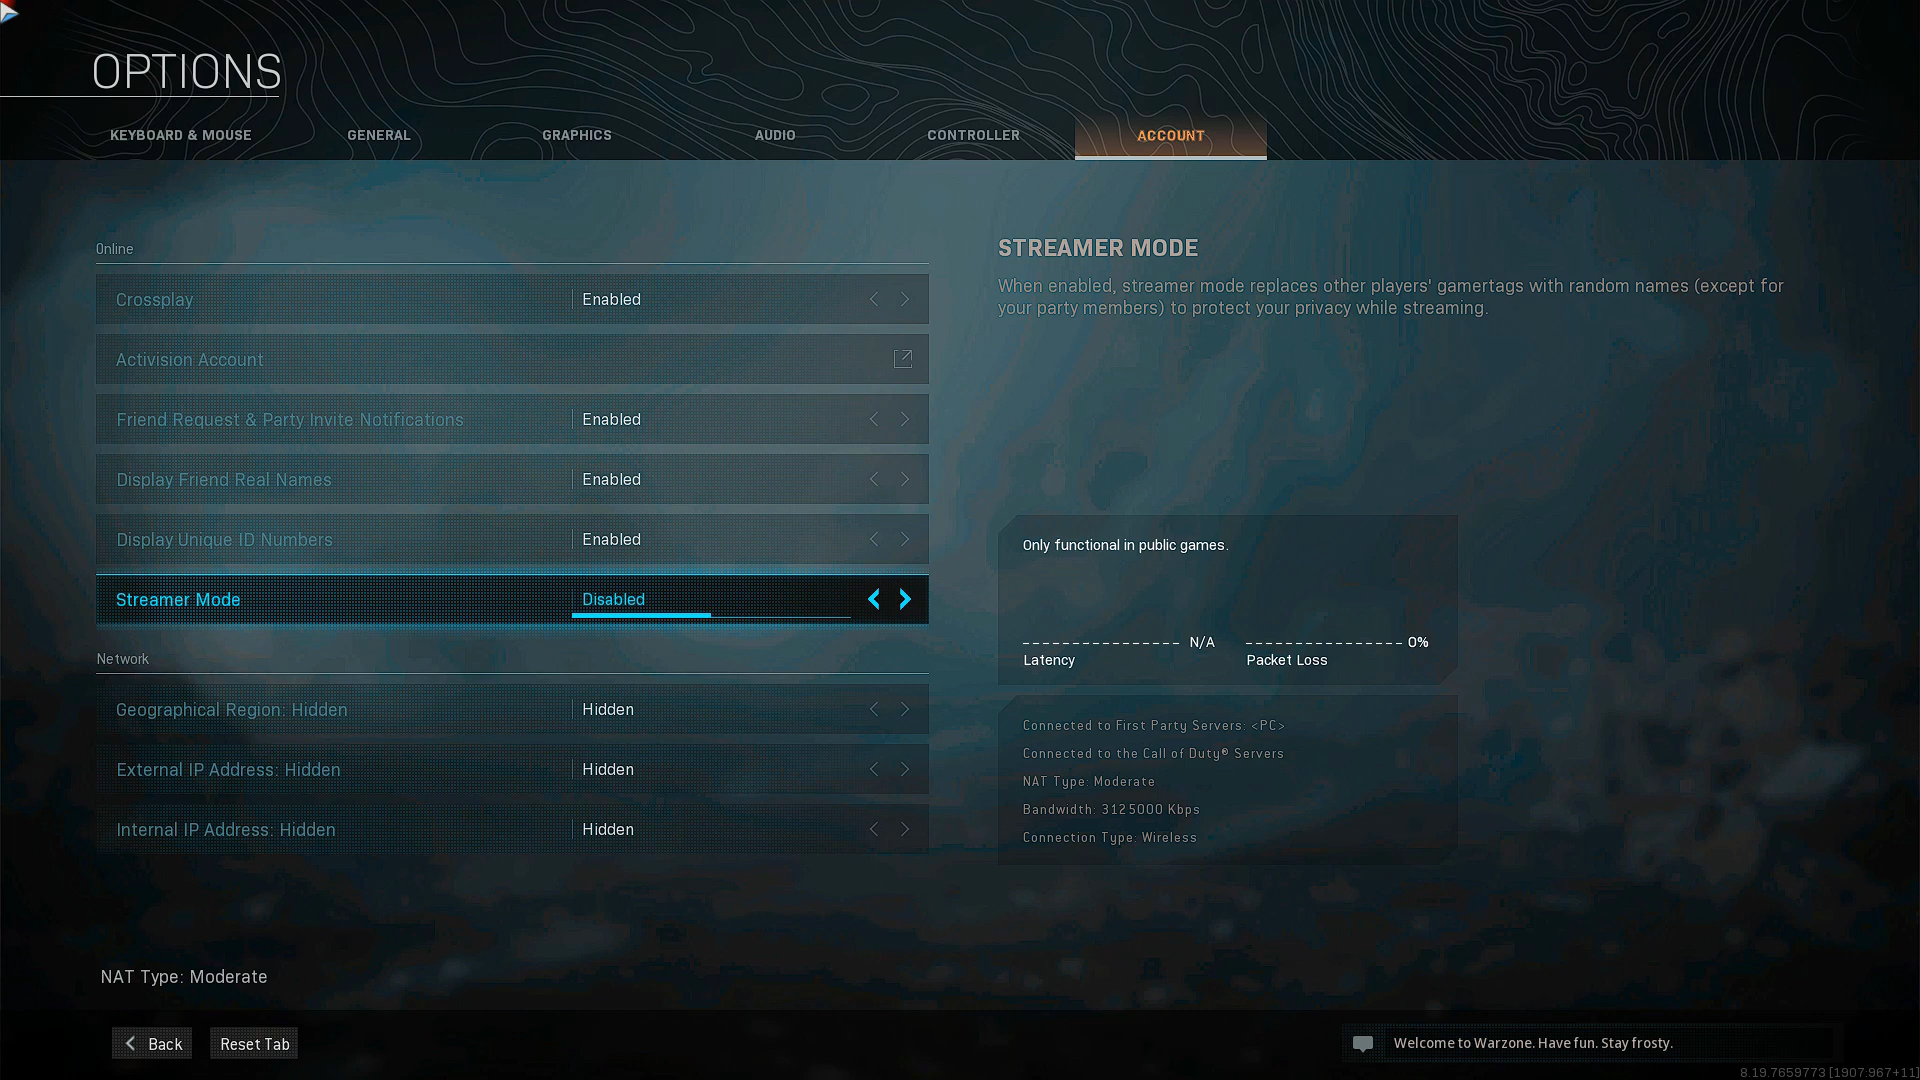 OPTIONS
KEYBOARD & MOUSE GENERAL GRAPHICS AUDIO CONTROLLER ACCOUNT
Online
Crossplay Enabled
Activision Account
Friend Request & Party Invite Notifications Enabled
Display Friend Real Names Enabled
Display Unique ID Numbers Enabled
Streamer Mode Disabled
Network
Geographical Region: Hidden Hidden
External IP Address: Hidden Hidden
Internal IP Address: Hidden Hidden
STREAMER MODE
When enabled, streamer mode replaces other players' gamertags with random names (except for
your party members) to protect your privacy while streaming.
Only functional in public games.
N/A 0%
Latency Packet Loss
Connected to First Party Servers: <PC>
Connected to the Call of Duty® Servers
NAT Type: Moderate
Bandwidth: 3125000 Kbps
Connection Type: Wireless
NAT Type: Moderate
Back Reset Tab
Welcome to Warzone. Have fun. Stay frosty.
8.19.7659773 [1907:967+11]